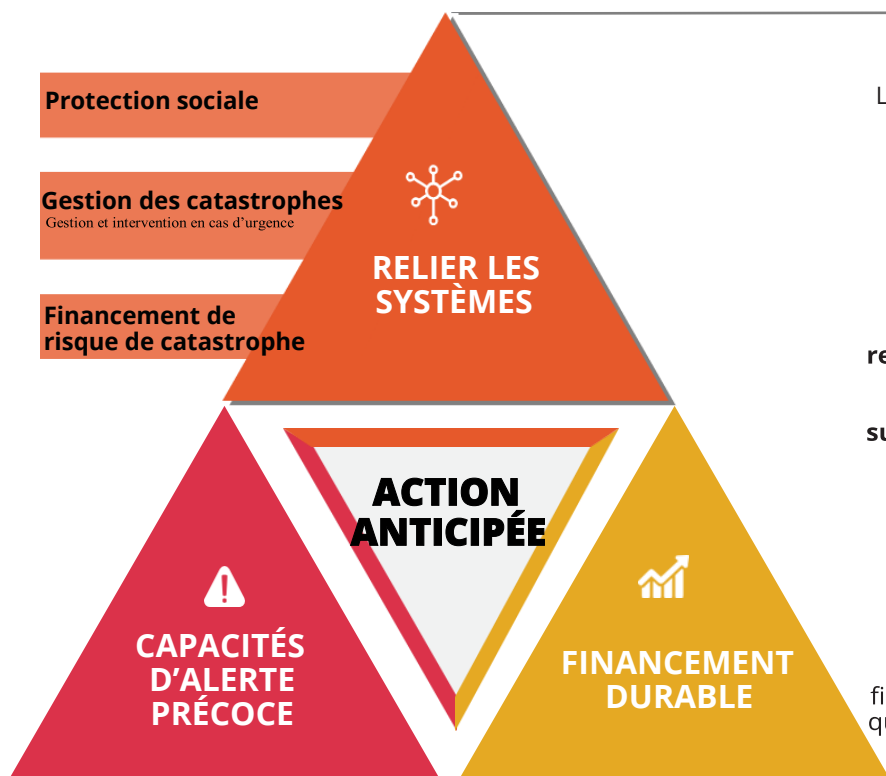 Protection sociale
Gestion des catastrophes
Gestion et intervention en cas d’urgence
Financement de
risque de catastrophe
RELIER LES
SYSTÈMES
ACTION
ANTICIPÉE
CAPACITÉS
D’ALERTE
PRÉCOCE
FINANCEMENT
DURABLE